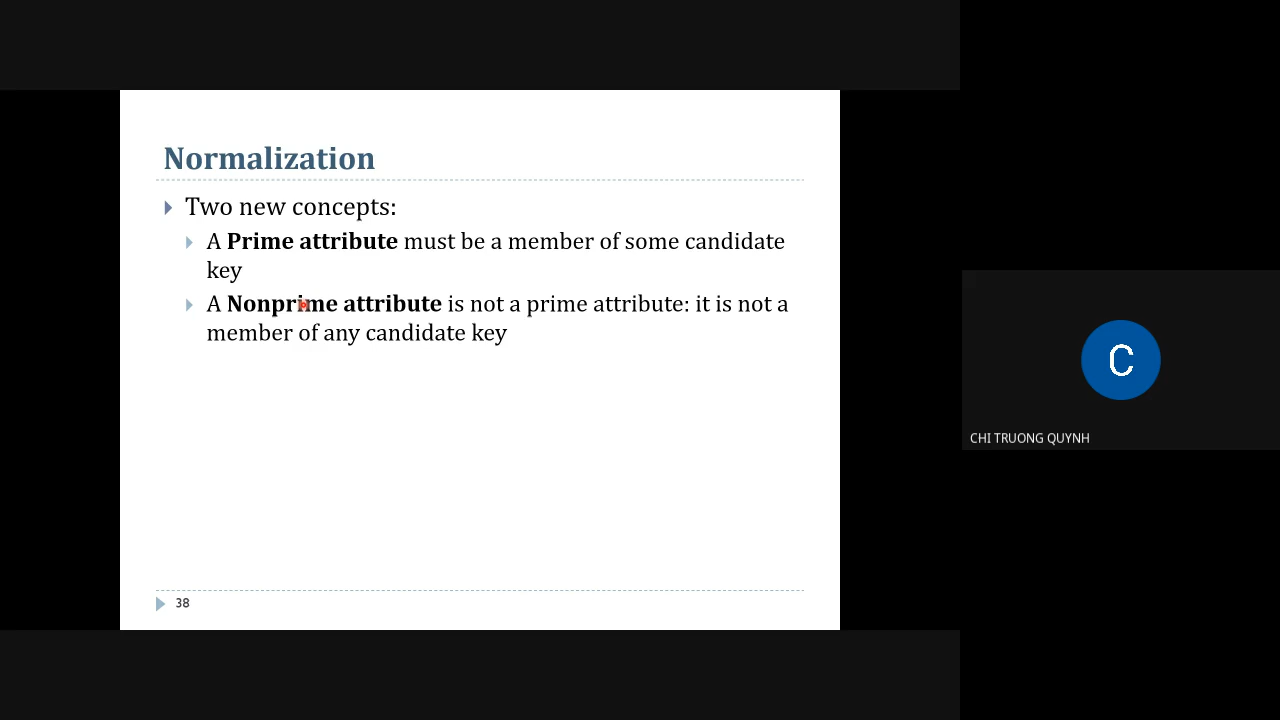 Normalization
Two new concepts:
A Prime attribute must be a member of some candidate
key
A Nonprime attribute is not a prime attribute: it is not a
member of any candidate key
38
C
CHI TRUONG QUYNH